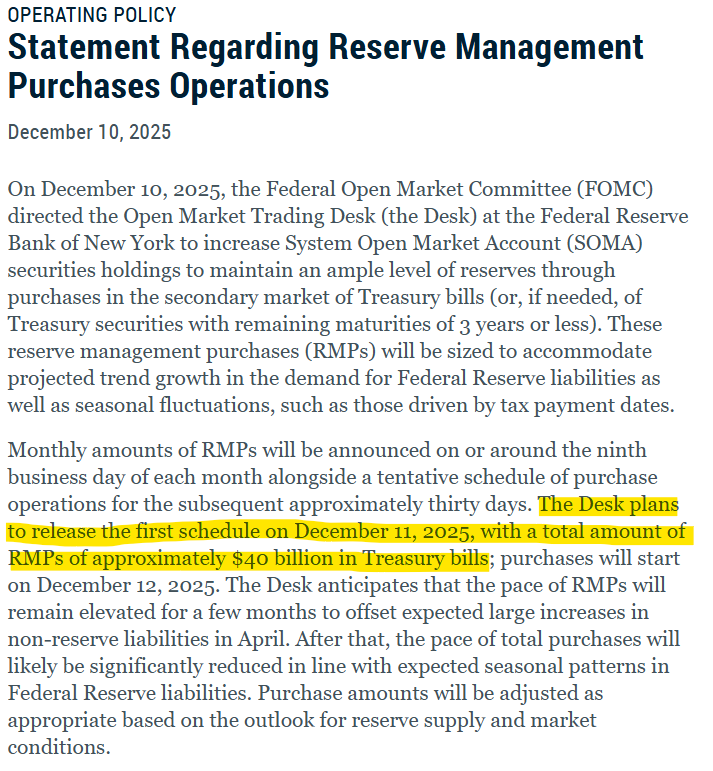 OPERATING POLICY
Statement Regarding Reserve Management
Purchases Operations
December 10, 2025
On December 10, 2025, the Federal Open Market Committee (FOMC)
directed the Open Market Trading Desk (the Desk) at the Federal Reserve
Bank of New York to increase System Open Market Account (SOMA)
securities holdings to maintain an ample level of reserves through
purchases in the secondary market of Treasury bills (or, if needed, of
Treasury securities with remaining maturities of 3 years or less). These
reserve management purchases (RMPs) will be sized to accommodate
projected trend growth in the demand for Federal Reserve liabilities as
well as seasonal fluctuations, such as those driven by tax payment dates.
Monthly amounts of RMPs will be announced on or around the ninth
business day of each month alongside a tentative schedule of purchase
operations for the subsequent approximately thirty days. The Desk plans
to release the first schedule on December 11, 2025, with a total amount of
RMPs of approximately $40 billion in Treasury bills; purchases will start
on December 12, 2025. The Desk anticipates that the pace of RMPs will
remain elevated for a few months to offset expected large increases in
non-reserve liabilities in April. After that, the pace of total purchases will
likely be significantly reduced in line with expected seasonal patterns in
Federal Reserve liabilities. Purchase amounts will be adjusted as
appropriate based on the outlook for reserve supply and market
conditions.